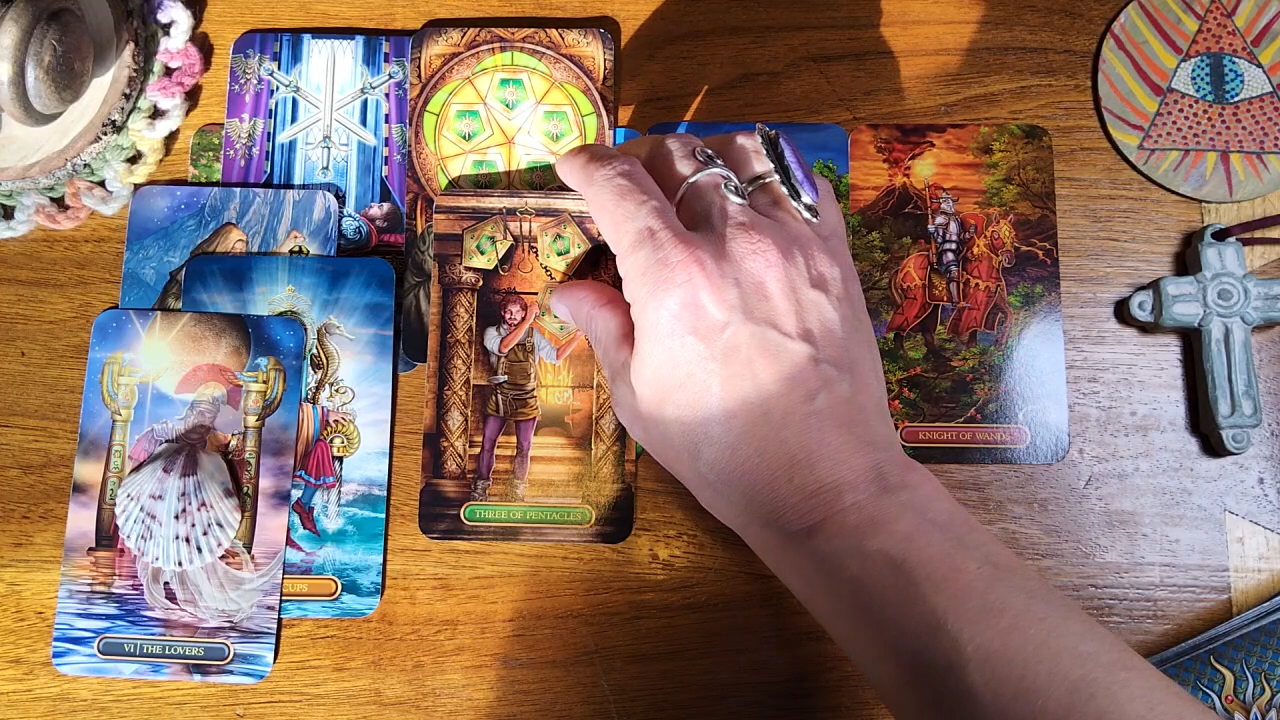 KNIGHT OF WANDS
THREE OF PENTACLES
CUPS
VI | THE LOVERS